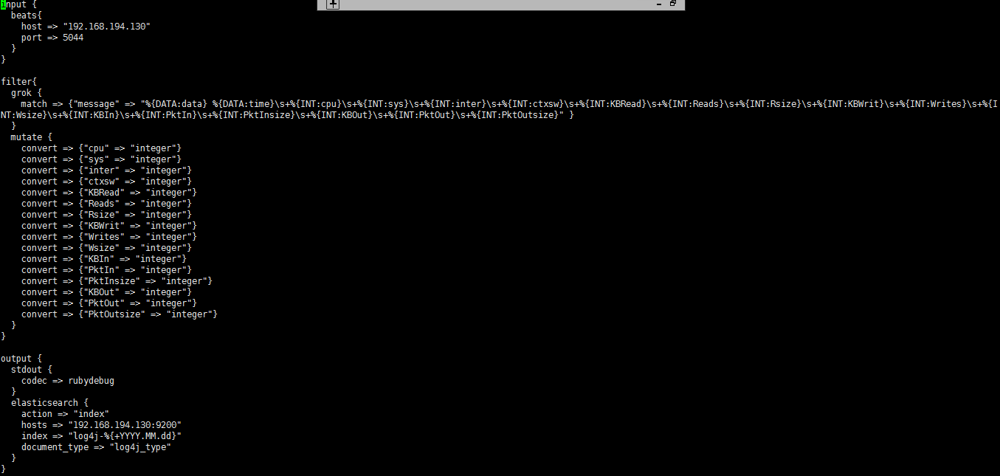 input {
  beats{
    host => "192.168.194.130"
    port => 5044
  }
}

filter{
  grok {
    match => {"message" => "%{DATA:data} %{DATA:time}\s+%{INT:cpu}\s+%{INT:sys}\s+%{INT:inter}\s+%{INT:ctxsw}\s+%{INT:KBRead}\s+%{INT:Reads}\s+%{INT:Rsize}\s+%{INT:KBWrit}\s+%{INT:Writes}\s+%{I
NT:Wsize}\s+%{INT:KBIn}\s+%{INT:PktIn}\s+%{INT:PktInsize}\s+%{INT:KBOut}\s+%{INT:PktOut}\s+%{INT:PktOutsize}" }
  }
  mutate {
    convert => {"cpu" => "integer"}
    convert => {"sys" => "integer"}
    convert => {"inter" => "integer"}
    convert => {"ctxsw" => "integer"}
    convert => {"KBRead" => "integer"}
    convert => {"Reads" => "integer"}
    convert => {"Rsize" => "integer"}
    convert => {"KBWrit" => "integer"}
    convert => {"Writes" => "integer"}
    convert => {"Wsize" => "integer"}
    convert => {"KBIn" => "integer"}
    convert => {"PktIn" => "integer"}
    convert => {"PktInsize" => "integer"}
    convert => {"KBOut" => "integer"}
    convert => {"PktOut" => "integer"}
    convert => {"PktOutsize" => "integer"}
  }
}

output {
  stdout {
    codec => rubydebug
  }
  elasticsearch {
    action => "index"
    hosts => "192.168.194.130:9200"
    index => "log4j-%{+YYYY.MM.dd}"
    document_type => "log4j_type"
  }
}